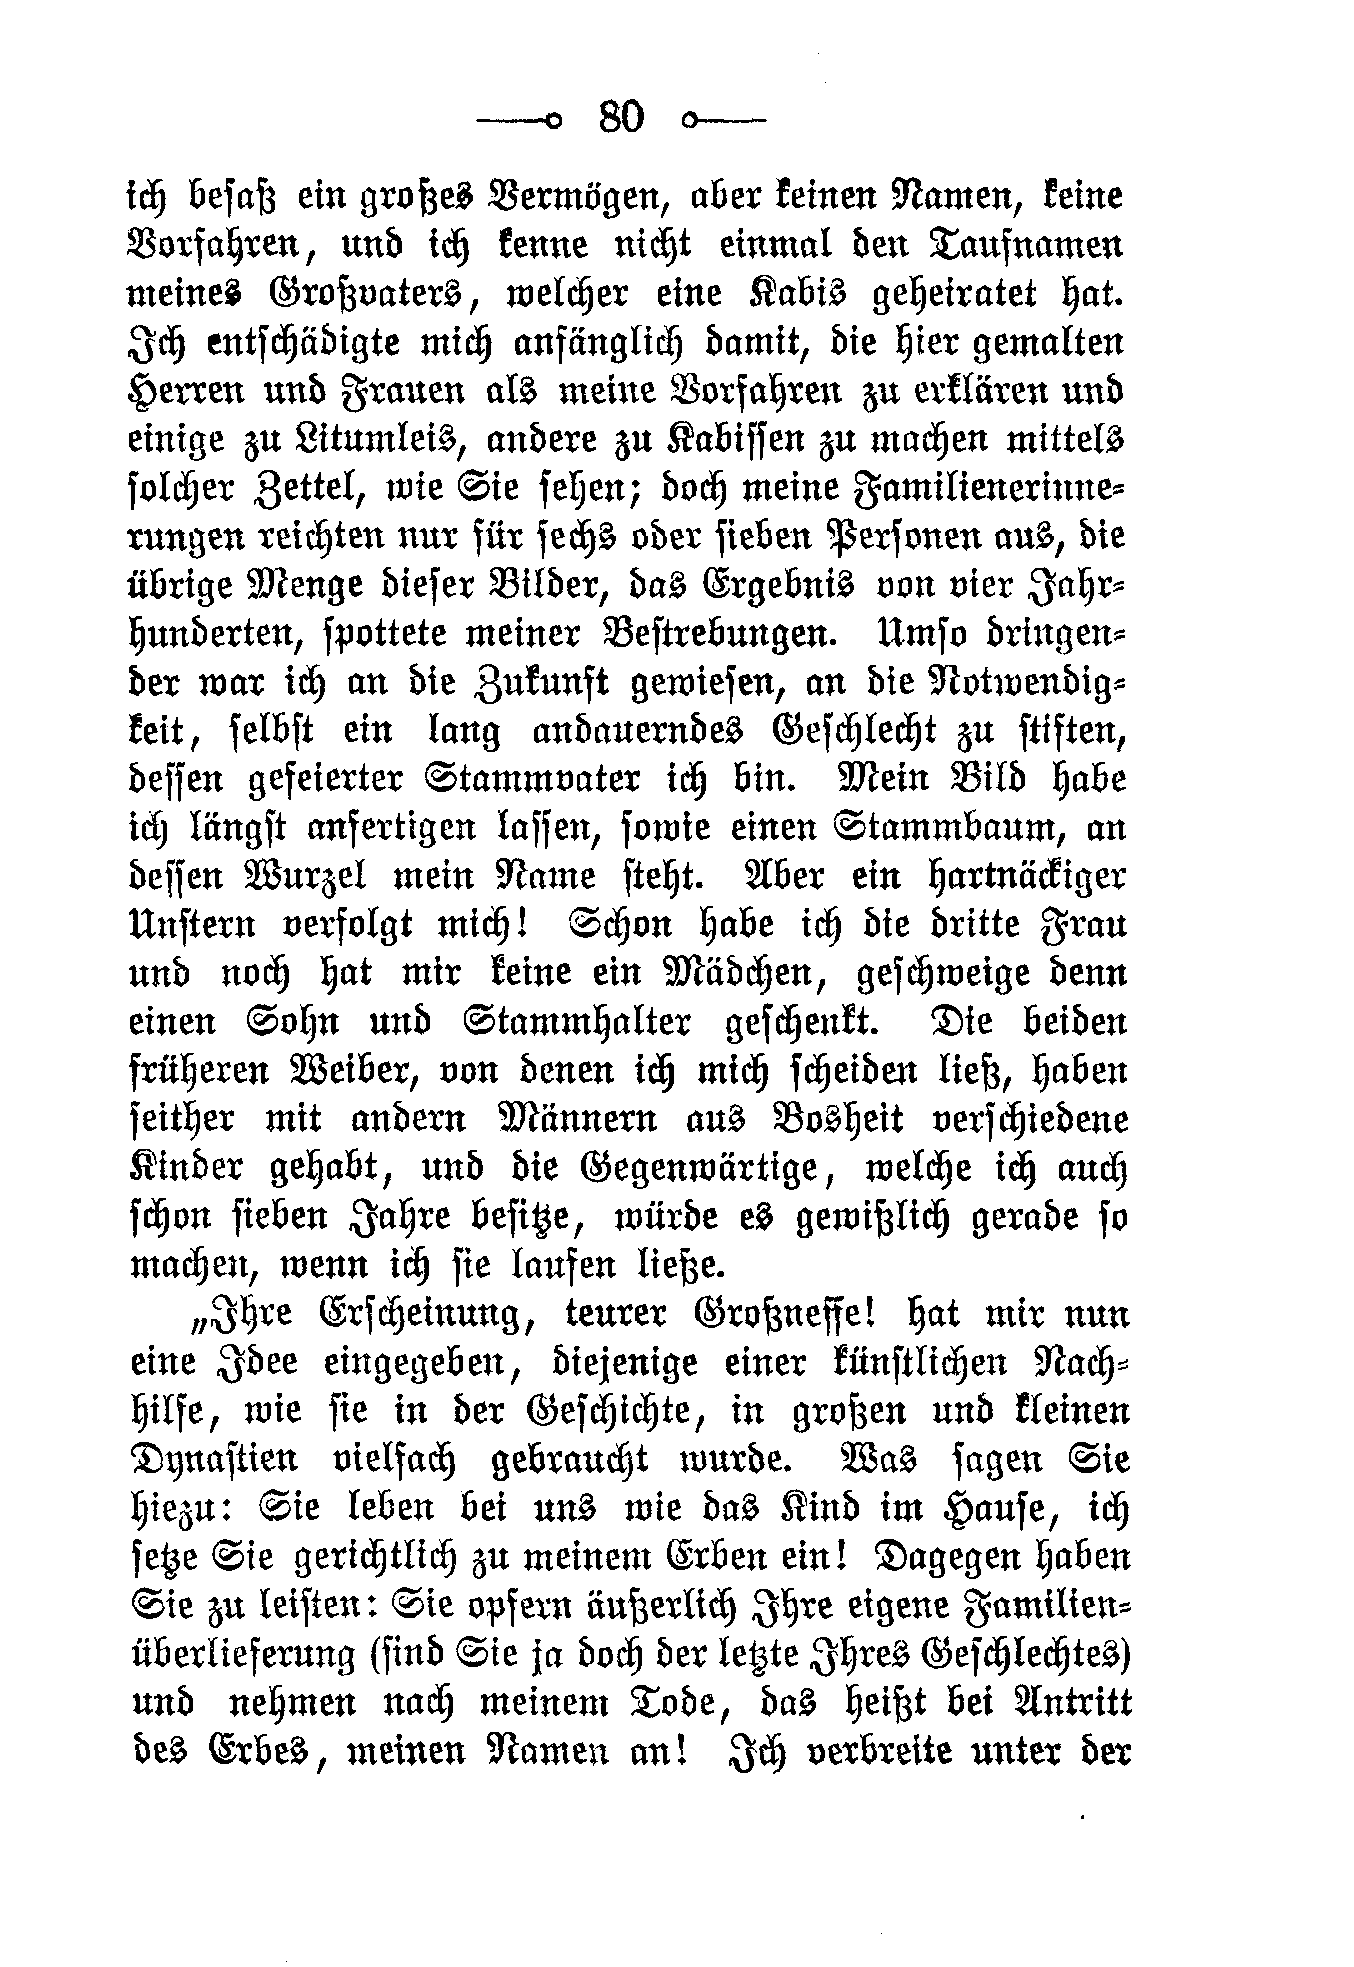 80
ich besaß ein großes Vermögen, aber keinen Namen, keine
Vorfahren, und ich kenne nicht einmal den Taufnamen
meines Großvaters, welcher eine Kabis geheiratet hat.
Ich entschädigte mich anfänglich damit, die hier gemalten
Herren und Frauen als meine Vorfahren zu erklären und
einige zu Litumleis, andere zu Kabissen zu machen mittels
solcher Zettel, wie Sie sehen; doch meine Familienerinne-
rungen reichten nur für sechs oder sieben Personen aus, die
übrige Menge dieser Bilder, das Ergebnis von vier Jahr-
hunderten, spottete meiner Bestrebungen. Umso dringen-
der war ich an die Zukunft gewiesen, an die Notwendig-
keit, selbst ein lang andauerndes Geschlecht zu stiften,
dessen gefeierter Stammvater ich bin. Mein Bild habe
ich längst anfertigen lassen, sowie einen Stammbaum, an
dessen Wurzel mein Name steht. Aber ein hartnäckiger
Unstern verfolgt mich! Schon habe ich die dritte Frau
und noch hat mir keine ein Mädchen, geschweige denn
einen Sohn und Stammhalter geschenkt. Die beiden
früheren Weiber, von denen ich mich scheiden ließ, haben
seither mit andern Männern aus Bosheit verschiedene
Kinder gehabt, und die Gegenwärtige, welche ich auch
schon sieben Jahre besitze, würde es gewißlich gerade so
machen, wenn ich sie laufen ließe.
„Ihre Erscheinung, teurer Großneffe! hat mir nun
eine Idee eingegeben, diejenige einer künstlichen Nach-
hilfe, wie sie in der Geschichte, in großen und kleinen
Dynastien vielfach gebraucht wurde. Was sagen Sie
hiezu: Sie leben bei uns wie das Kind im Hause, ich
setze Sie gerichtlich zu meinem Erben ein! Dagegen haben
Sie zu leisten: Sie opfern äußerlich Ihre eigene Familien-
überlieferung (sind Sie ja doch der letzte Ihres Geschlechtes)
und nehmen nach meinem Tode, das heißt bei Antritt
des Erbes, meinen Namen an! Ich verbreite unter der